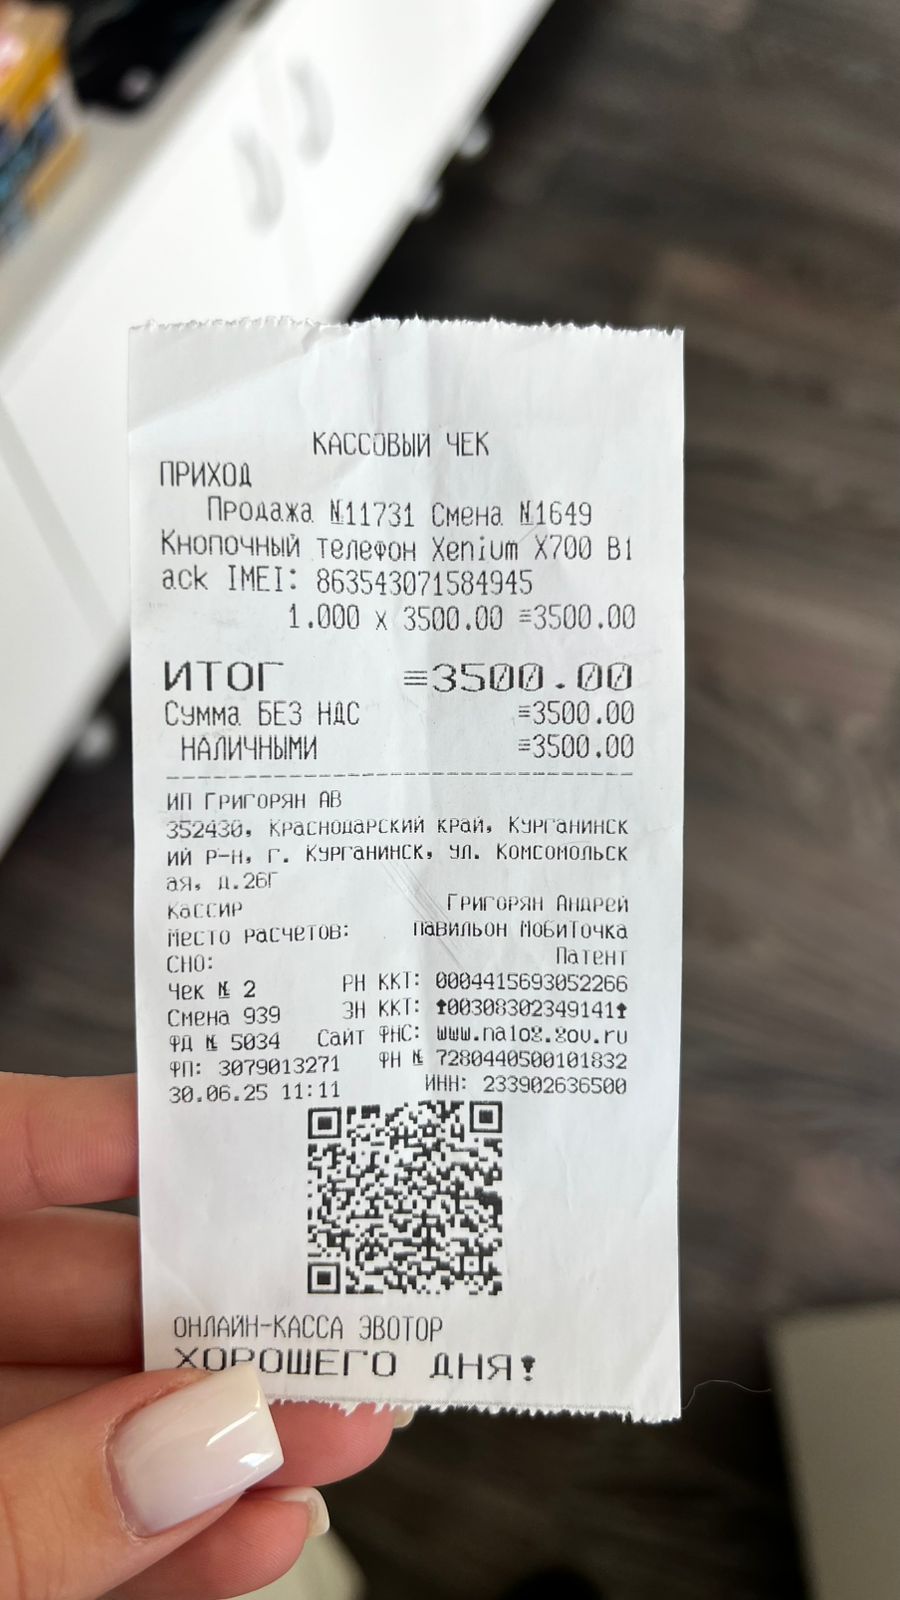 КАССОВЫЙ ЧЕК
ПРИХОД
Продажа №11731 Смена №1649
Кнопочный телефон Xenium X700 Bl
ack IMEI: 863543071584945
1.000 x 3500.00 ≡3500.00
ИТОГ ≡3500.00
Сумма БЕЗ НДС ≡3500.00
НАЛИЧНЫМИ ≡3500.00
ИП Григорян АВ
352430, Краснодарский край, Курганинск
ий р-н, г. Курганинск, ул. Комсомольск
ая, д.26Г
Кассир Григорян Андрей
Место расчетов: павильон МобиТочка
СНО: Патент
Чек № 2 РН ККТ: 0004415693052266
Смена 939 ЗН ККТ: 00308302349141
ФД № 5034 Сайт ФНС: www.nalog.gov.ru
ФП: 3079013271 ФН № 7280440500101832
30.06.25 11:11 ИНН: 233902636500
ОНЛАЙН-КАССА ЭВОТОР
ХОРОШЕГО ДНЯ!